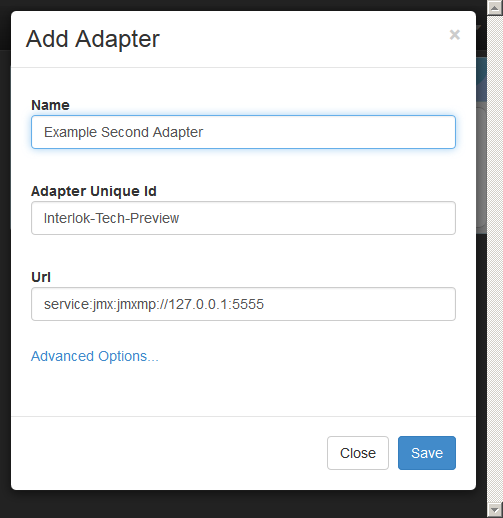 Add Adapter
×
Name
Example Second Adapter
Adapter Unique Id
Interlok-Tech-Preview
Url
service:jmx:jmxmp://127.0.0.1:5555
Advanced Options...
Close
Save